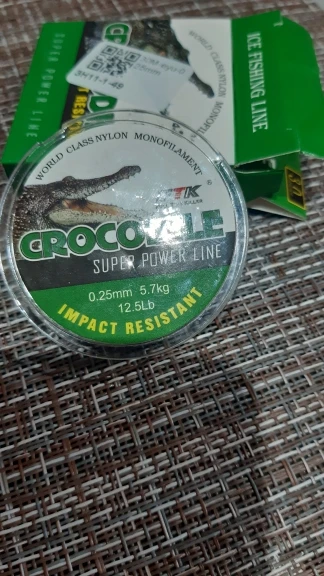 ICE FISHING LINE
WORLD CLASS NYLON
SUPER POWER LINE
WORLD CLASS NYLON MONOFILAMENT
TK ®
CROCODILE
SUPER POWER LINE
0.25mm 5.7kg
12.5Lb
IMPACT RESISTANT